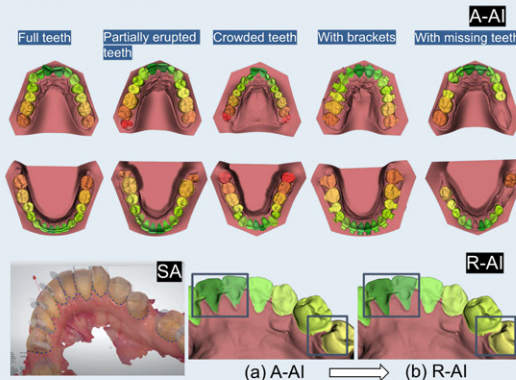 A-AI
Full teeth
Partially erupted
teeth
Crowded teeth
With brackets
With missing teeth
SA
R-AI
(a) A-AI
(b) R-AI